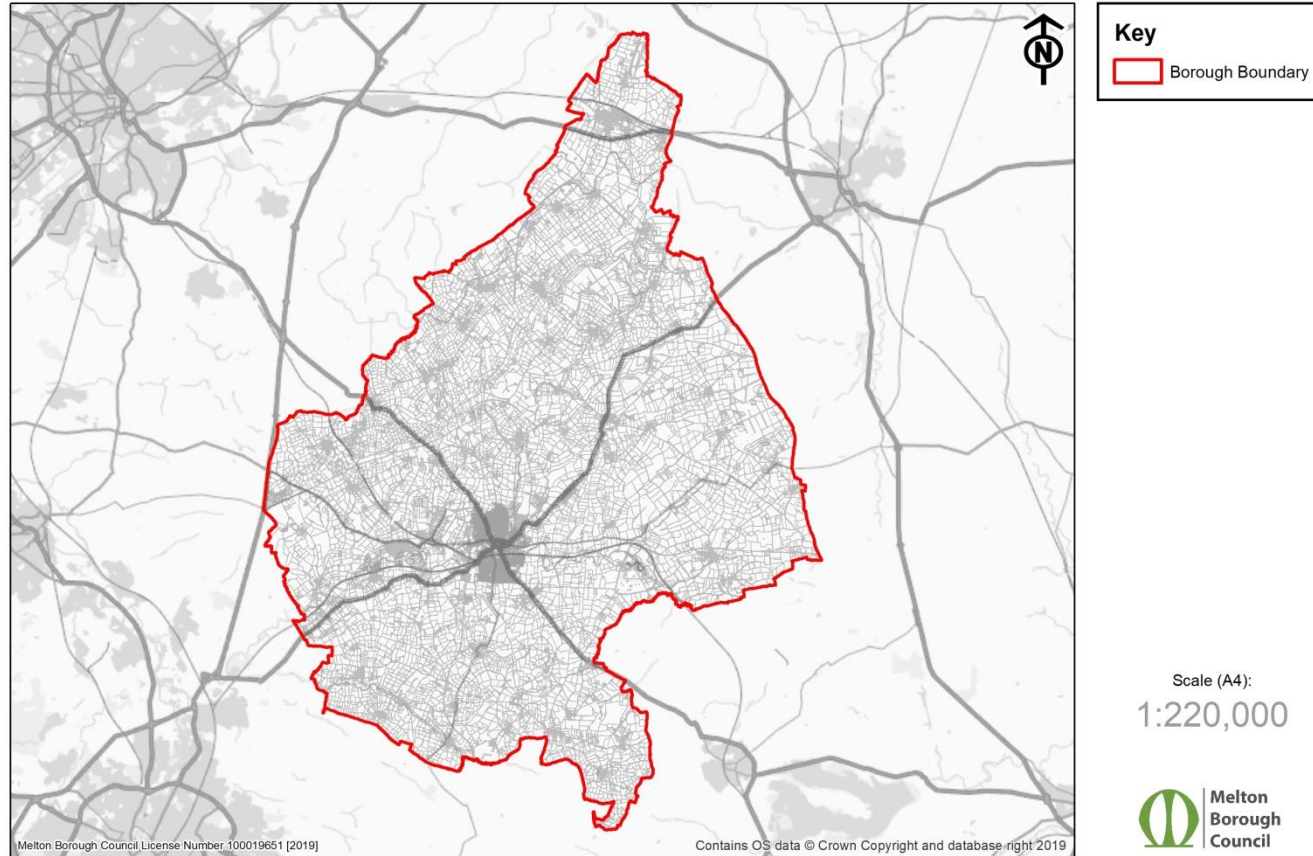 N
Key
Borough Boundary
Scale (A4):
1:220,000
Melton
Borough
Council
Melton Borough Council License Number 100019651 [2019]
Contains OS data © Crown Copyright and database right 2019